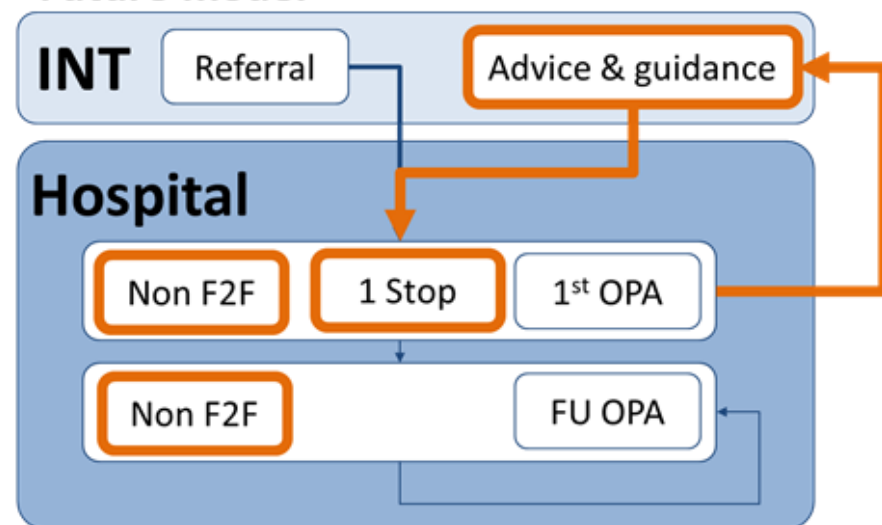 INT
Referral
Advice & guidance
Hospital
Non F2F
1 Stop
1st OPA
Non F2F
FU OPA